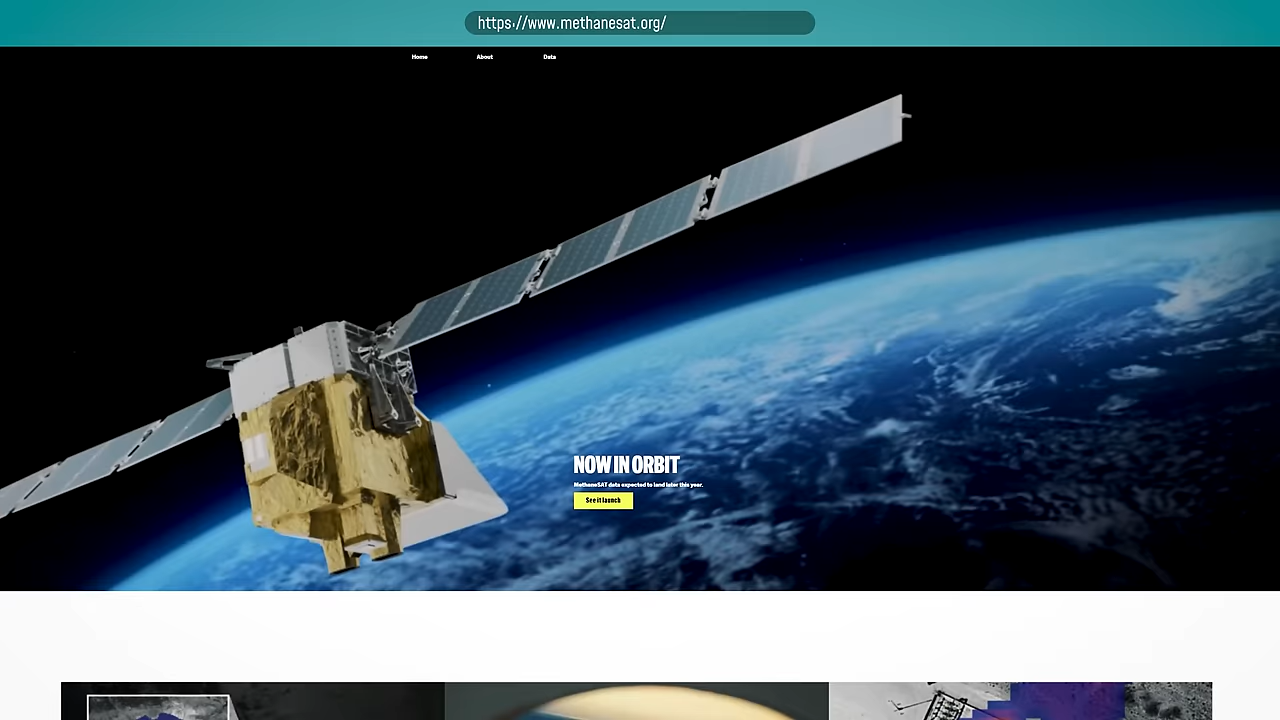 https://www.methanesat.org/
Home About Data
NOW IN ORBIT
MethaneSAT data expected to land later this year.
See it launch